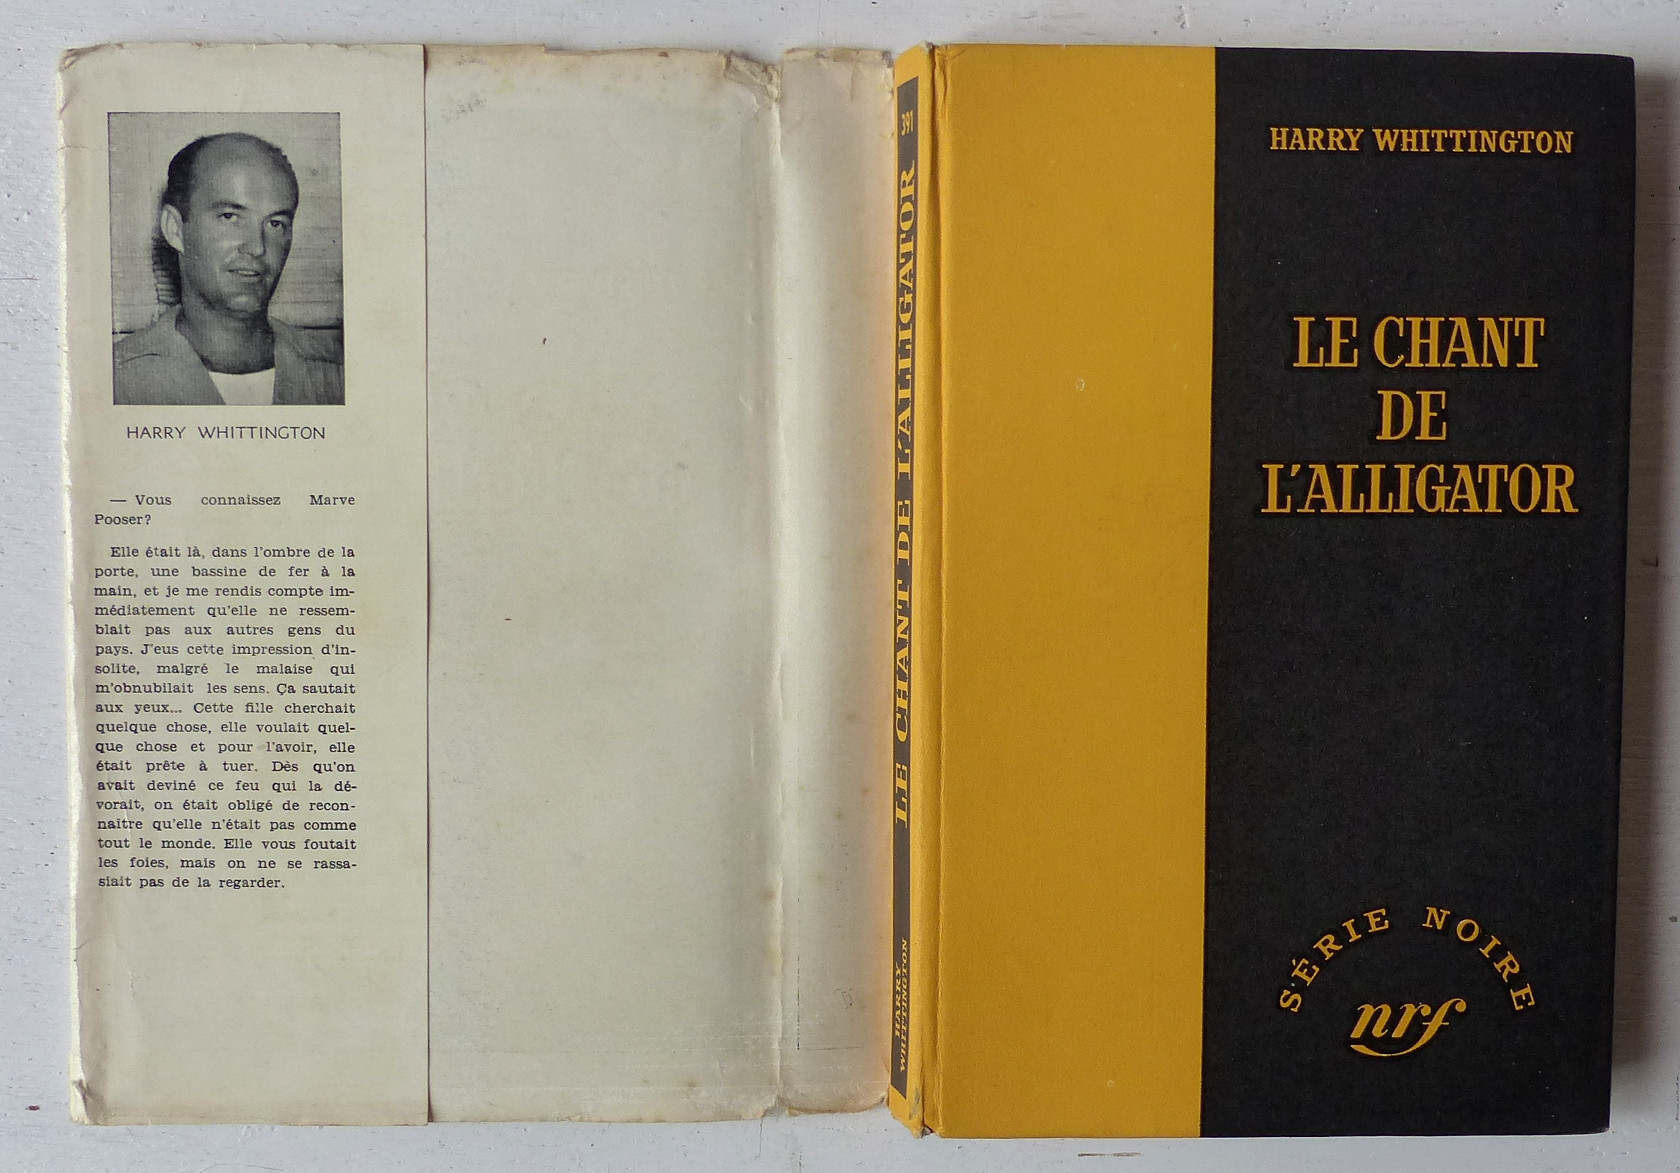 HARRY WHITTINGTON
— Vous connaissez Marve
Pooser?
Elle était là, dans l'ombre de la
porte, une bassine de fer à la
main, et je me rendis compte im-
médiatement qu'elle ne ressem-
blait pas aux autres gens du
pays. J'eus cette impression d'in-
solite, malgré le malaise qui
m'obnubilait les sens. Ça sautait
aux yeux... Cette fille cherchait
quelque chose, elle voulait quel-
que chose et pour l'avoir, elle
était prête à tuer. Dès qu'on
avait deviné ce feu qui la dé-
vorait, on était obligé de recon-
naître qu'elle n'était pas comme
tout le monde. Elle vous foutait
les foies, mais on ne se rassa-
siait pas de la regarder.
391
LE CHANT DE L'ALLIGATOR
HARRY
WHITTINGTON
HARRY WHITTINGTON
LE CHANT
DE
L'ALLIGATOR
SÉRIE NOIRE
nrf